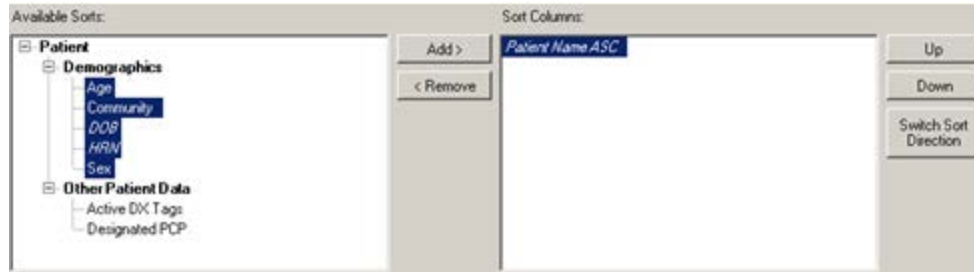 Available Sorts:
Sort Columns:
Patient
Demographics
Age
Community
DOB
HRN
Sex
Other Patient Data
Active DX Tags
Designated PCP
Add >
< Remove
Patient Name ASC
Up
Down
Switch Sort
Direction